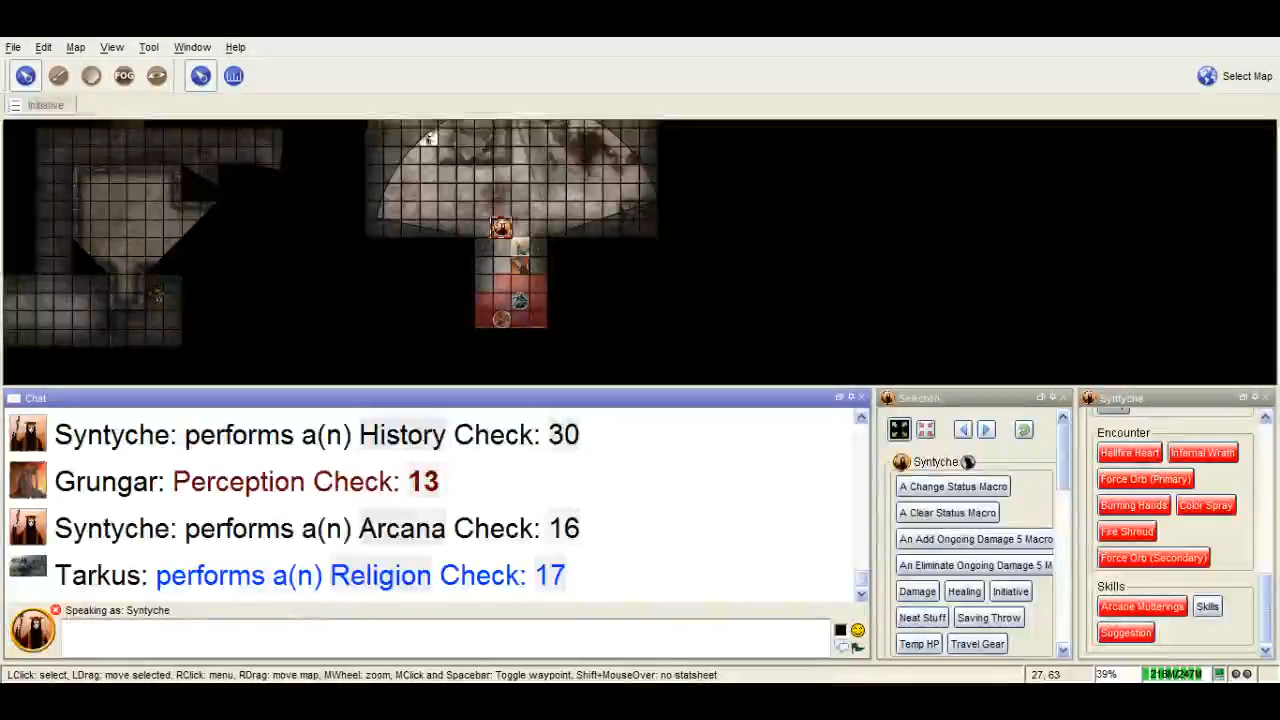 File Edit Map View Tool Window Help
FOG
Select Map
Initiative
Chat
Syntyche: performs a(n) History Check: 30
Grungar: Perception Check: 13
Syntyche: performs a(n) Arcana Check: 16
Tarkus: performs a(n) Religion Check: 17
Speaking as: Syntyche
Selection
Syntyche
A Change Status Macro
A Clear Status Macro
An Add Ongoing Damage 5 Macro
An Eliminate Ongoing Damage 5 M
Damage Healing Initiative
Neat Stuff Saving Throw
Temp HP Travel Gear
Syntyche
Encounter
Hellfire Heart Infernal Wrath
Force Orb (Primary)
Burning Hands Color Spray
Fire Shroud
Force Orb (Secondary)
Skills
Arcane Mutterings Skills
Suggestion
LClick: select, LDrag: move selected, RClick: menu, RDrag: move map, MWheel: zoom, MClick and Spacebar: Toggle waypoint, Shift+MouseOver: no statsheet
27, 63
39%